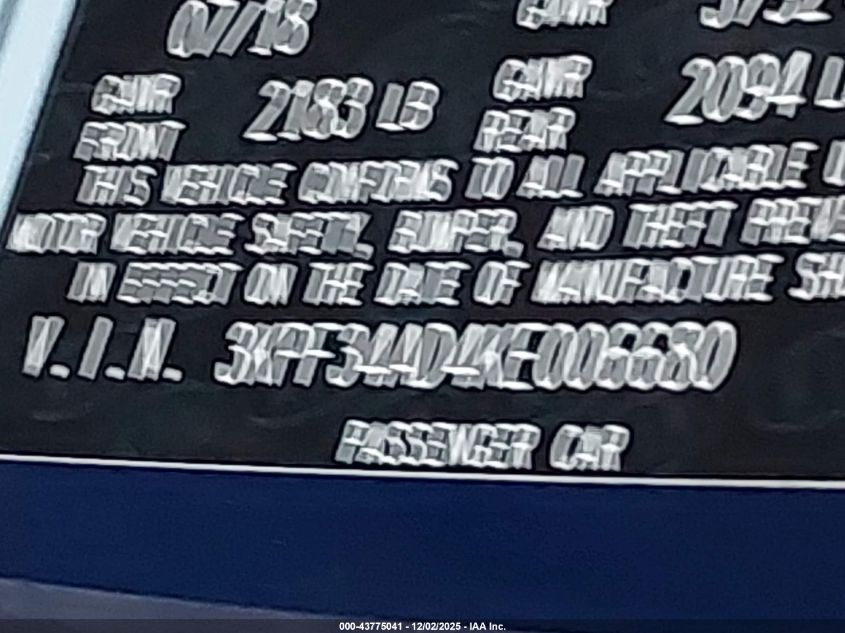 07/18 GVWR
GAWR FRONT 2183 LB GAWR REAR 2094
THIS VEHICLE CONFORMS TO ALL APPLICABLE
MOTOR VEHICLE SAFETY, BUMPER, AND THEFT
IN EFFECT ON THE DATE OF MANUFACTURE
V.I.N. 3KPF34AD4KE006680
PASSENGER CAR
000-43775041 - 12/02/2025 - IAA Inc.